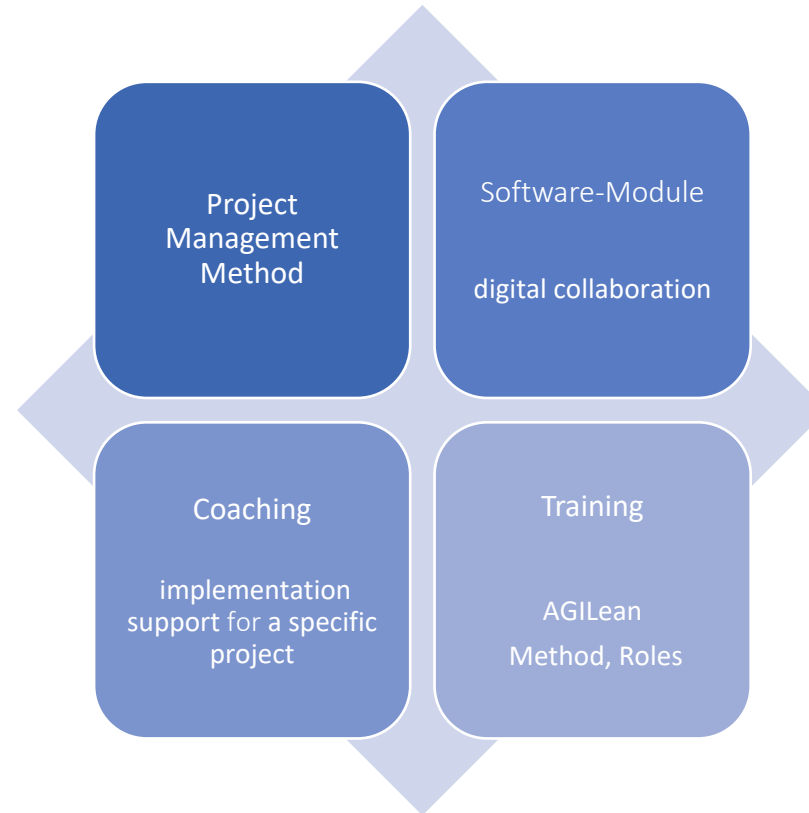 Project
Management
Method
Software-Module
digital collaboration
Coaching
implementation
support for a specific
project
Training
AGILean
Method, Roles